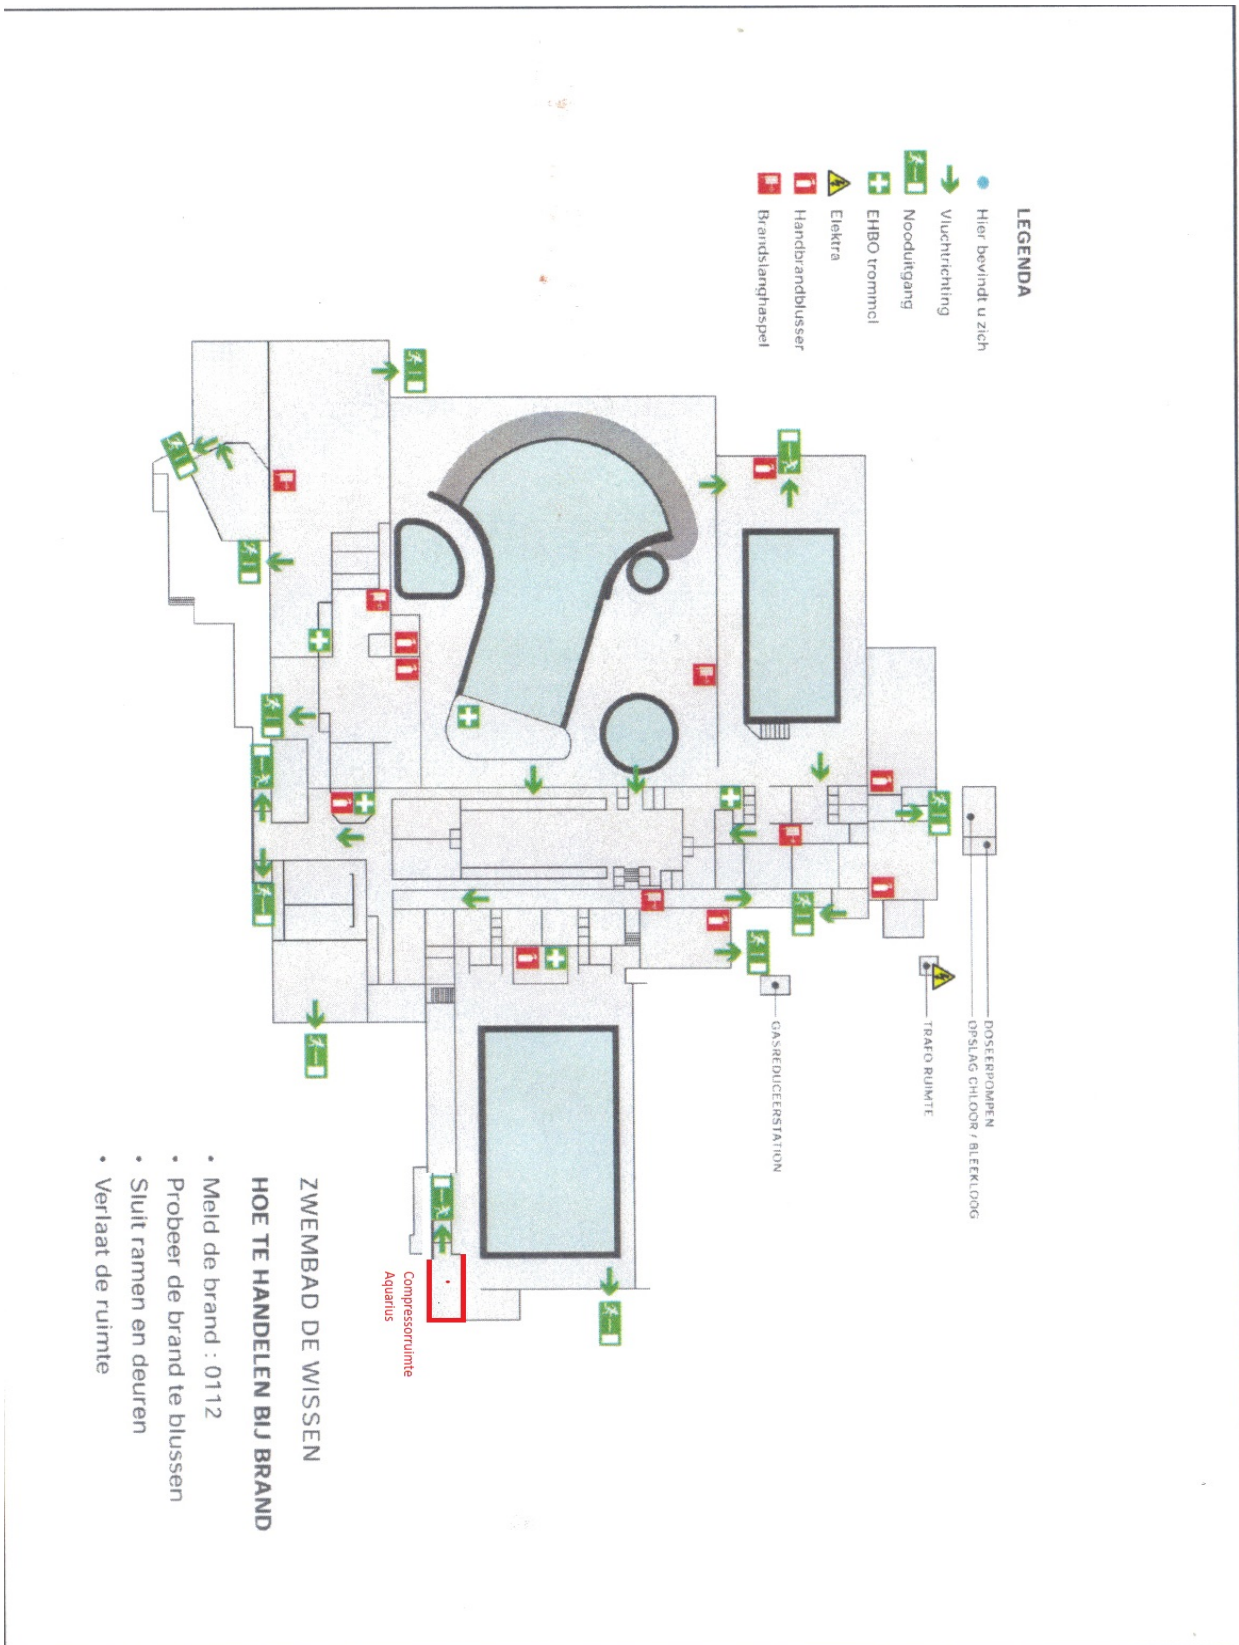 LEGENDA
Hier bevindt u zich
Vluchtrichting
Nooduitgang
EHBO trommel
Elektra
Handbrandblusser
Brandslanghaspel
DOSEERPOMPEN
OPSLAG CHLOOR / BLEEKLOOG
TRAFO RUIMTE
GASREDUCEERSTATION
Compressorruimte
Aquarius
ZWEMBAD DE WISSEN
HOE TE HANDELEN BIJ BRAND
• Meld de brand : 0112
• Probeer de brand te blussen
• Sluit ramen en deuren
• Verlaat de ruimte